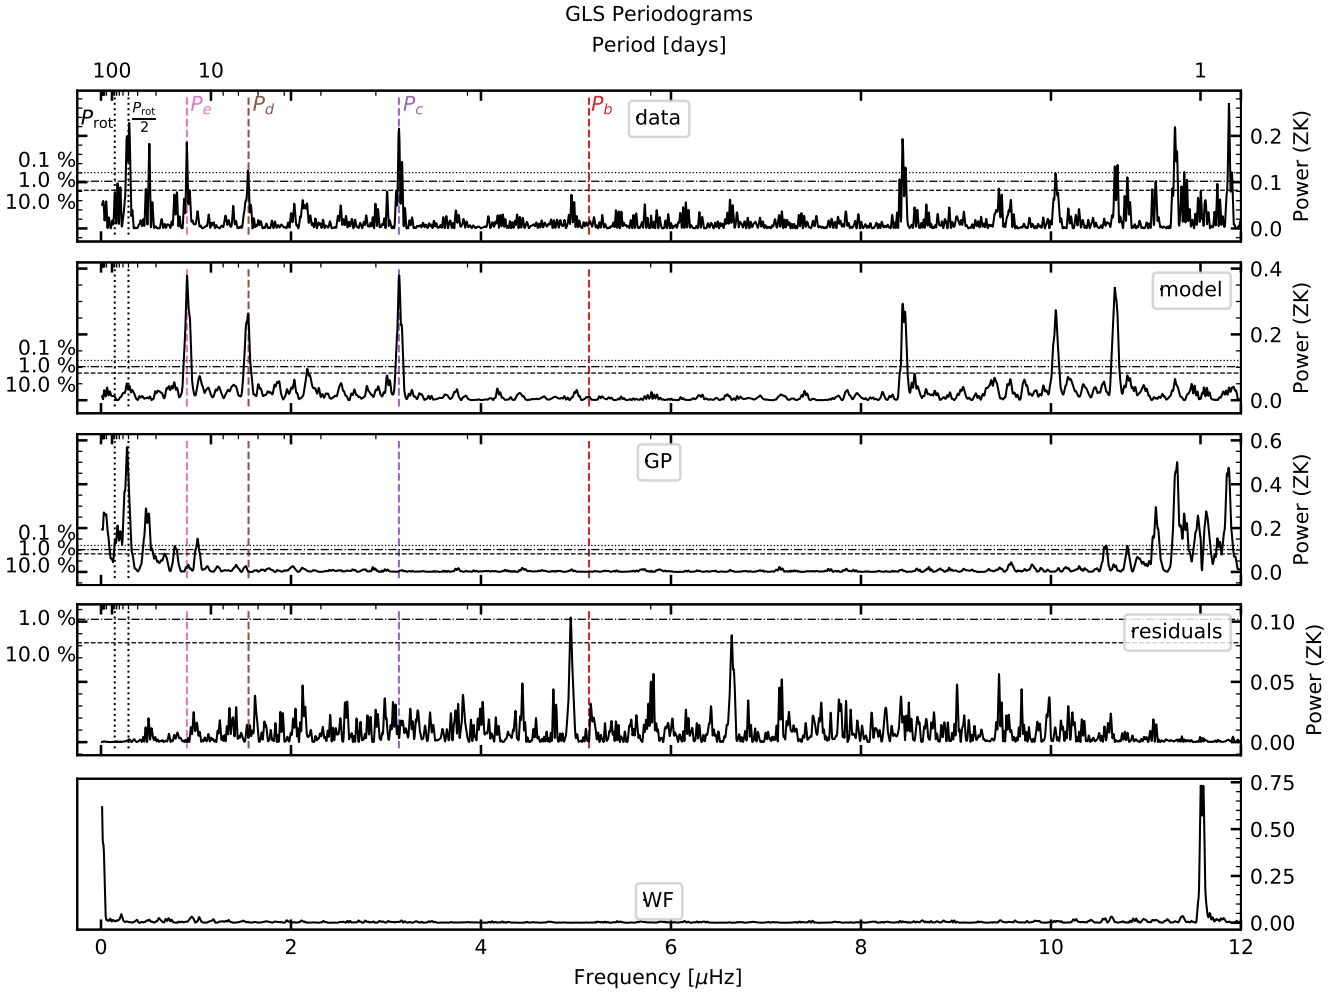 GLS Periodograms
Period [days]
100 10 1
P_rot P_rot/2 P_e P_d P_c P_b data
0.1 %
1.0 %
10.0 %
0.2
0.1
0.0
Power (ZK)
model
0.1 %
1.0 %
10.0 %
0.4
0.2
0.0
Power (ZK)
GP
0.1 %
1.0 %
10.0 %
0.6
0.4
0.2
0.0
Power (ZK)
residuals
1.0 %
10.0 %
0.10
0.05
0.00
Power (ZK)
WF
0.75
0.50
0.25
0.00
0 2 4 6 8 10 12
Frequency [μHz]